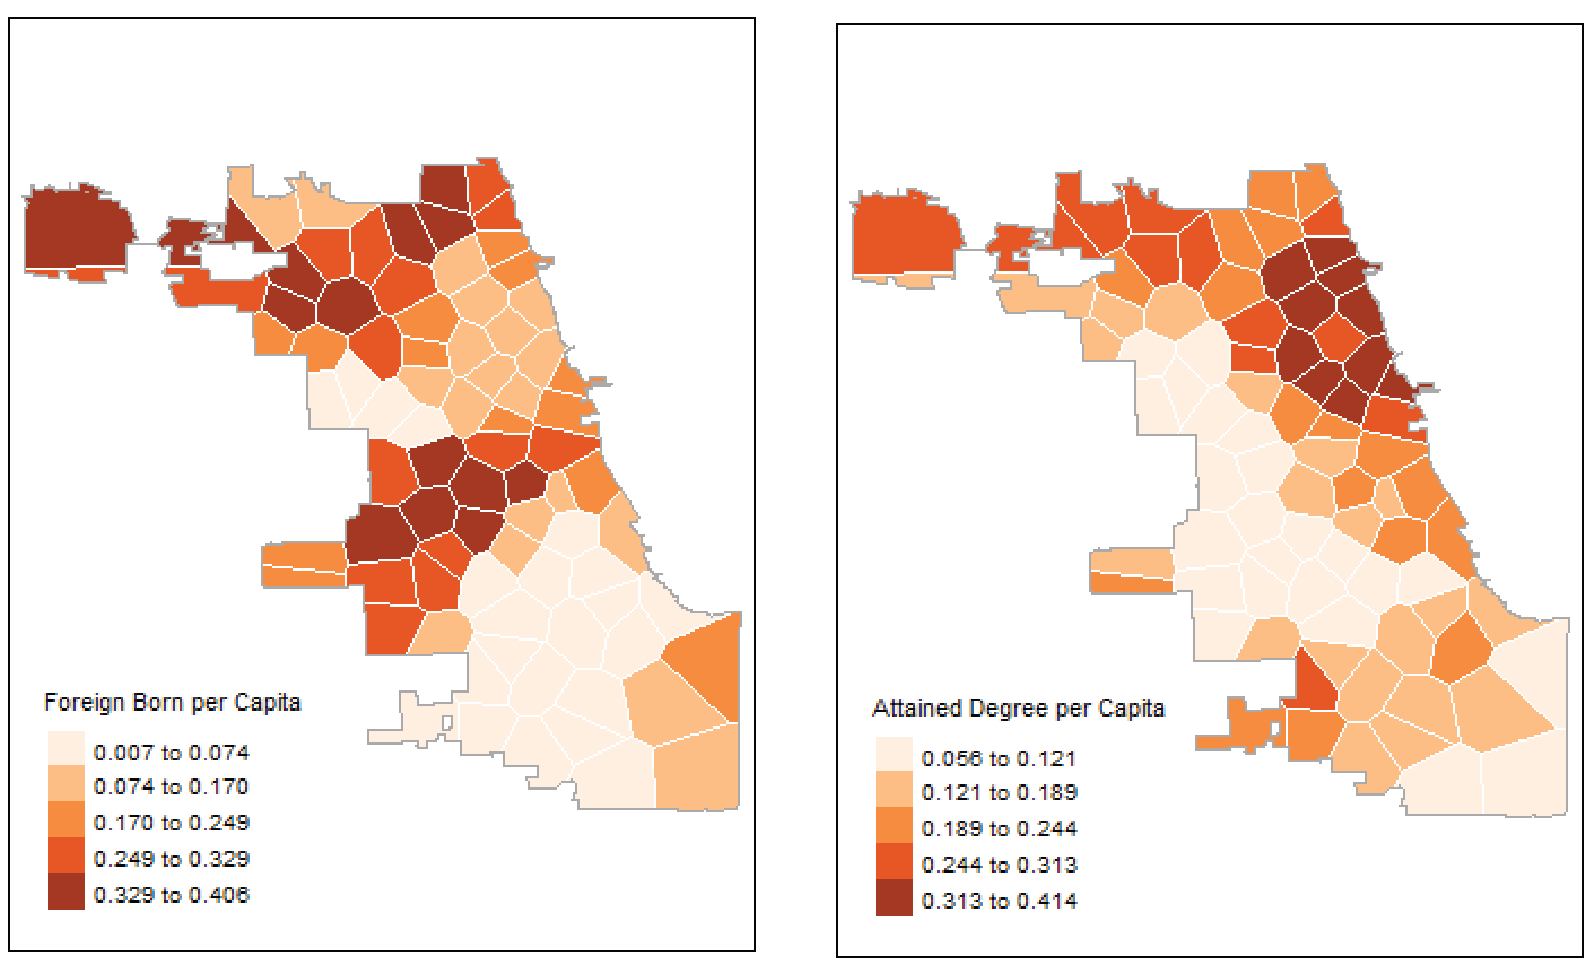 Foreign Born per Capita
0.007 to 0.074
0.074 to 0.170
0.170 to 0.249
0.249 to 0.329
0.329 to 0.406
Attained Degree per Capita
0.056 to 0.121
0.121 to 0.189
0.189 to 0.244
0.244 to 0.313
0.313 to 0.414